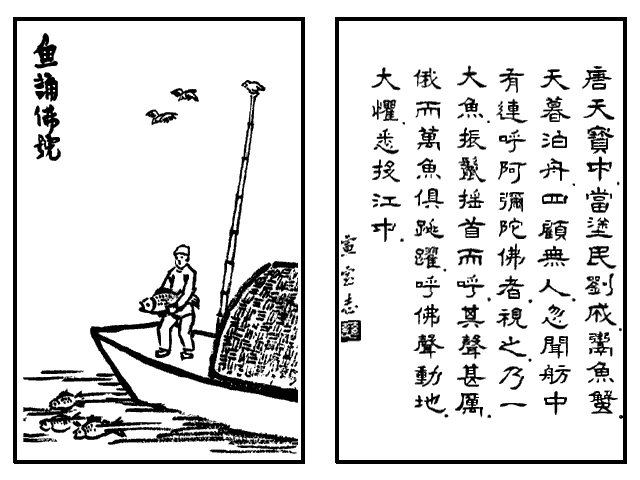 魚誦佛號
唐天寶中.當塗民劉成.鬻魚蟹.
天暮泊舟.四顧無人.忽聞舫中
有連呼阿彌陀佛者.視之.乃一
大魚.振鬣搖首而呼.其聲甚厲.
俄而萬魚俱跳躍.呼佛聲動地.
大懼.悉投江中.
宣室志